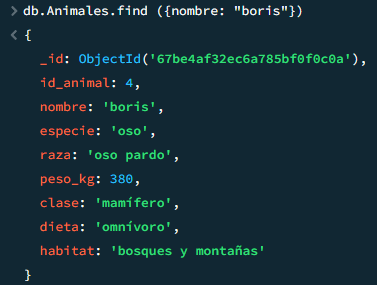 > db.Animales.find ({nombre: "boris"})
< {
_id: ObjectId('67be4af32ec6a785bf0f0c0a'),
id_animal: 4,
nombre: 'boris',
especie: 'oso',
raza: 'oso pardo',
peso_kg: 380,
clase: 'mamífero',
dieta: 'omnívoro',
habitat: 'bosques y montañas'
}